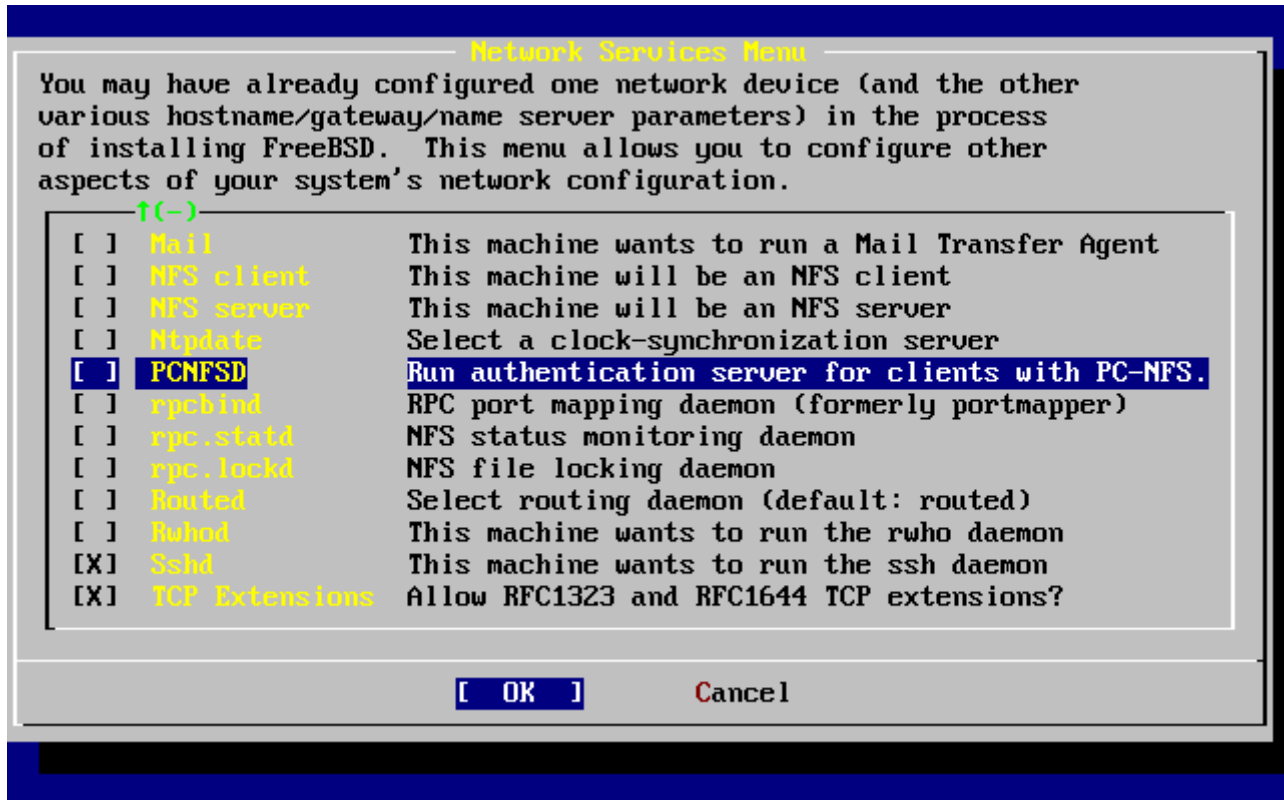 Network Services Menu
You may have already configured one network device (and the other
various hostname/gateway/name server parameters) in the process
of installing FreeBSD.  This menu allows you to configure other
aspects of your system's network configuration.
↑(-)
[ ] Mail This machine wants to run a Mail Transfer Agent
[ ] NFS client This machine will be an NFS client
[ ] NFS server This machine will be an NFS server
[ ] Ntpdate Select a clock-synchronization server
[ ] PCNFSD Run authentication server for clients with PC-NFS.
[ ] rpcbind RPC port mapping daemon (formerly portmapper)
[ ] rpc.statd NFS status monitoring daemon
[ ] rpc.lockd NFS file locking daemon
[ ] Routed Select routing daemon (default: routed)
[ ] Rwhod This machine wants to run the rwho daemon
[X] Sshd This machine wants to run the ssh daemon
[X] TCP Extensions Allow RFC1323 and RFC1644 TCP extensions?
[ OK ] Cancel